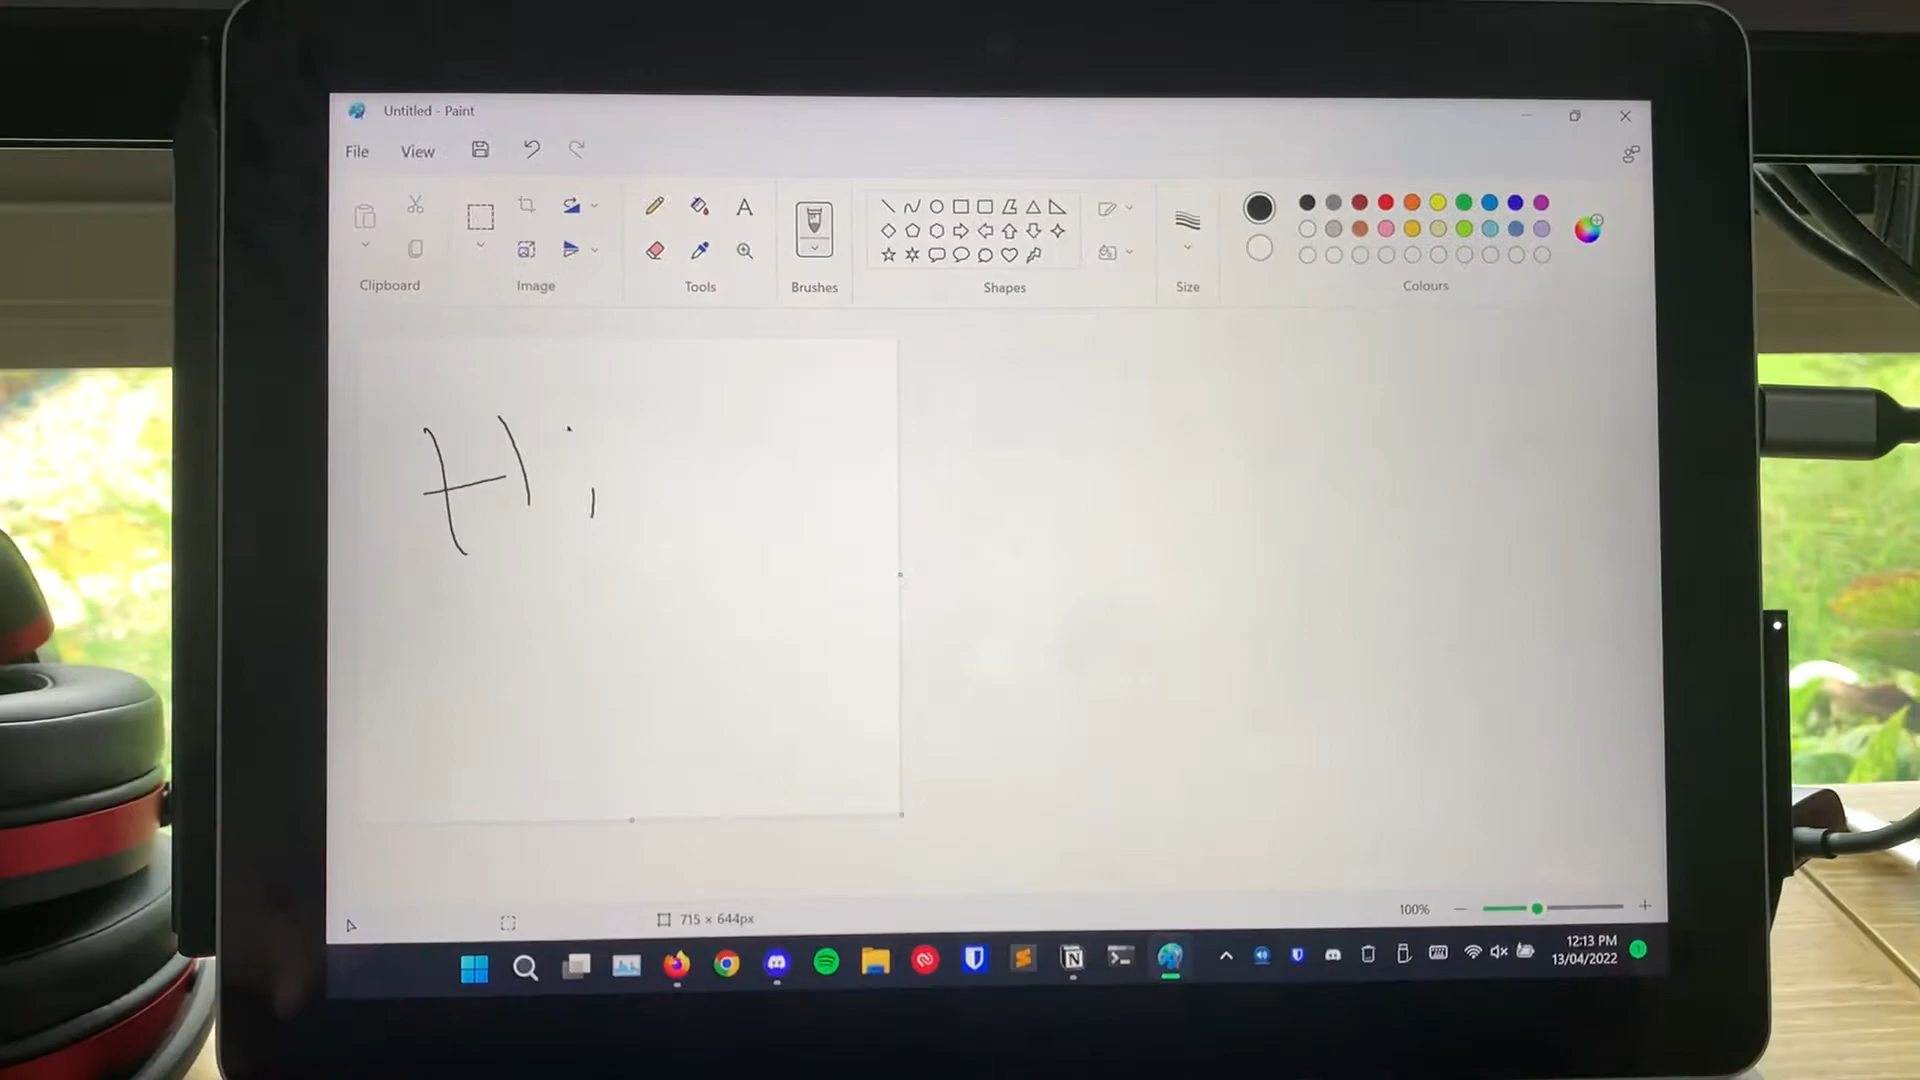 Untitled - Paint
File View
Clipboard Image Tools Brushes Shapes Size Colours
Hi
715 × 644px
100%
12:13 PM
13/04/2022